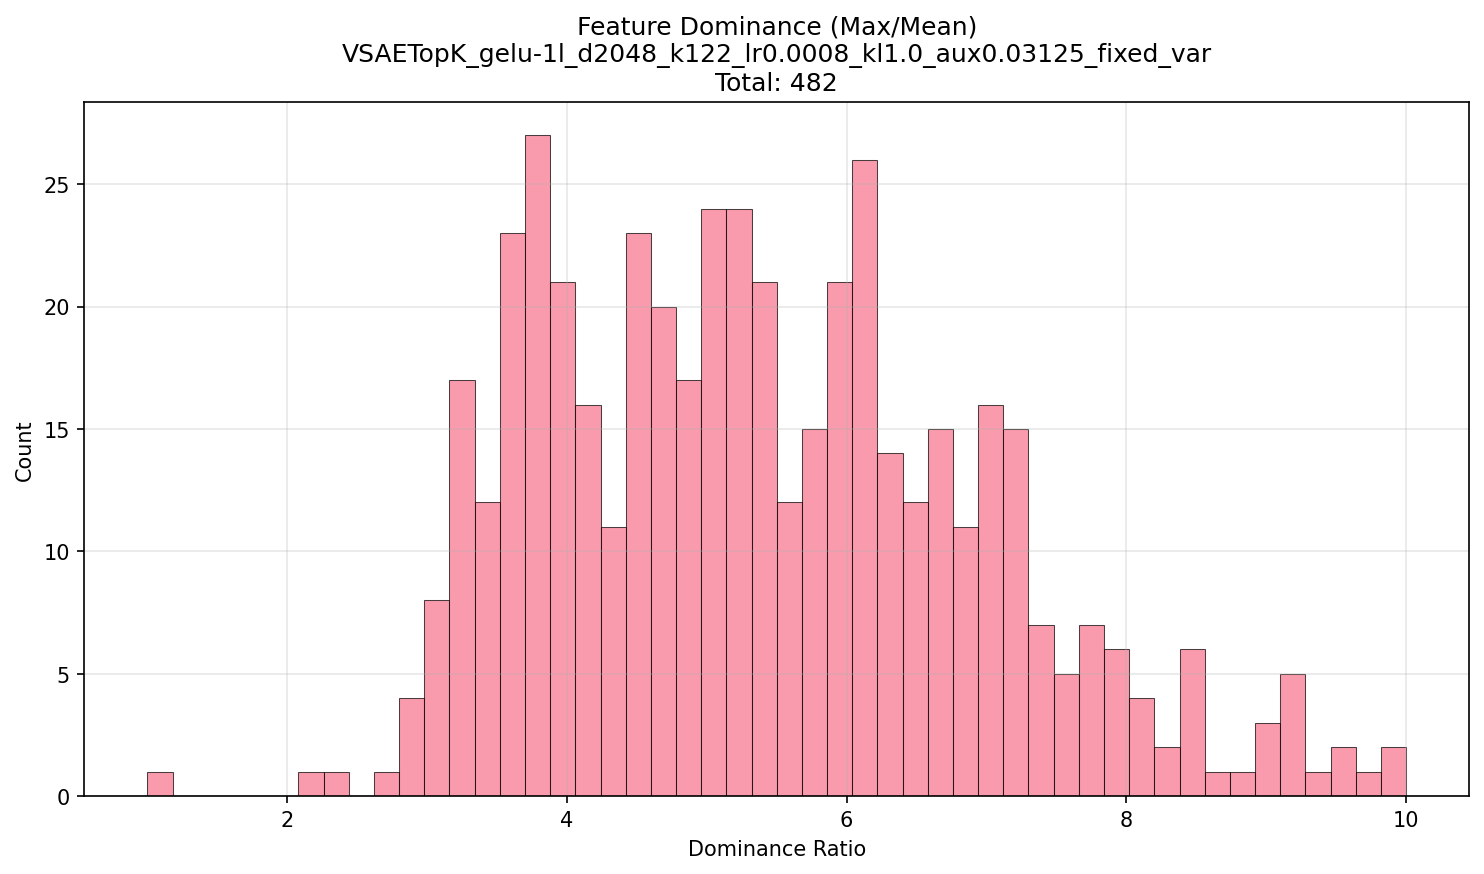 Feature Dominance (Max/Mean)
VSAETopK_gelu-1l_d2048_k122_lr0.0008_kl1.0_aux0.03125_fixed_var
Total: 482
25
20
15
10
5
0
Count
2
4
6
8
10
Dominance Ratio